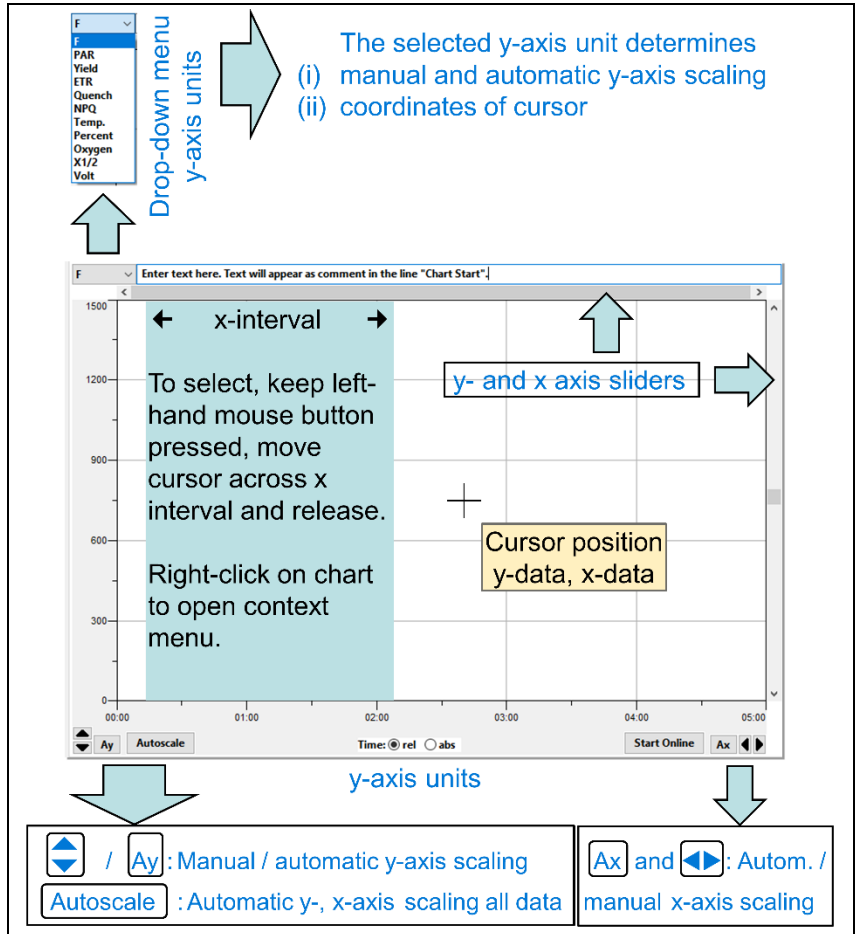 F
F
PAR
Yield
ETR
Quench
NPQ
Temp.
Percent
Oxygen
X1/2
Volt
Drop-down menu
y-axis units
The selected y-axis unit determines
(i) manual and automatic y-axis scaling
(ii) coordinates of cursor
F
Enter text here. Text will appear as comment in the line "Chart Start".
1500
1200
900
600
300
0
x-interval
To select, keep left-
hand mouse button
pressed, move
cursor across x
interval and release.
Right-click on chart
to open context
menu.
y- and x axis sliders
Cursor position
y-data, x-data
00:00 01:00 02:00 03:00 04:00 05:00
Ay Autoscale Time: rel abs Start Online Ax
y-axis units
/ Ay : Manual / automatic y-axis scaling
Autoscale : Automatic y-, x-axis scaling all data
Ax and : Autom. /
manual x-axis scaling